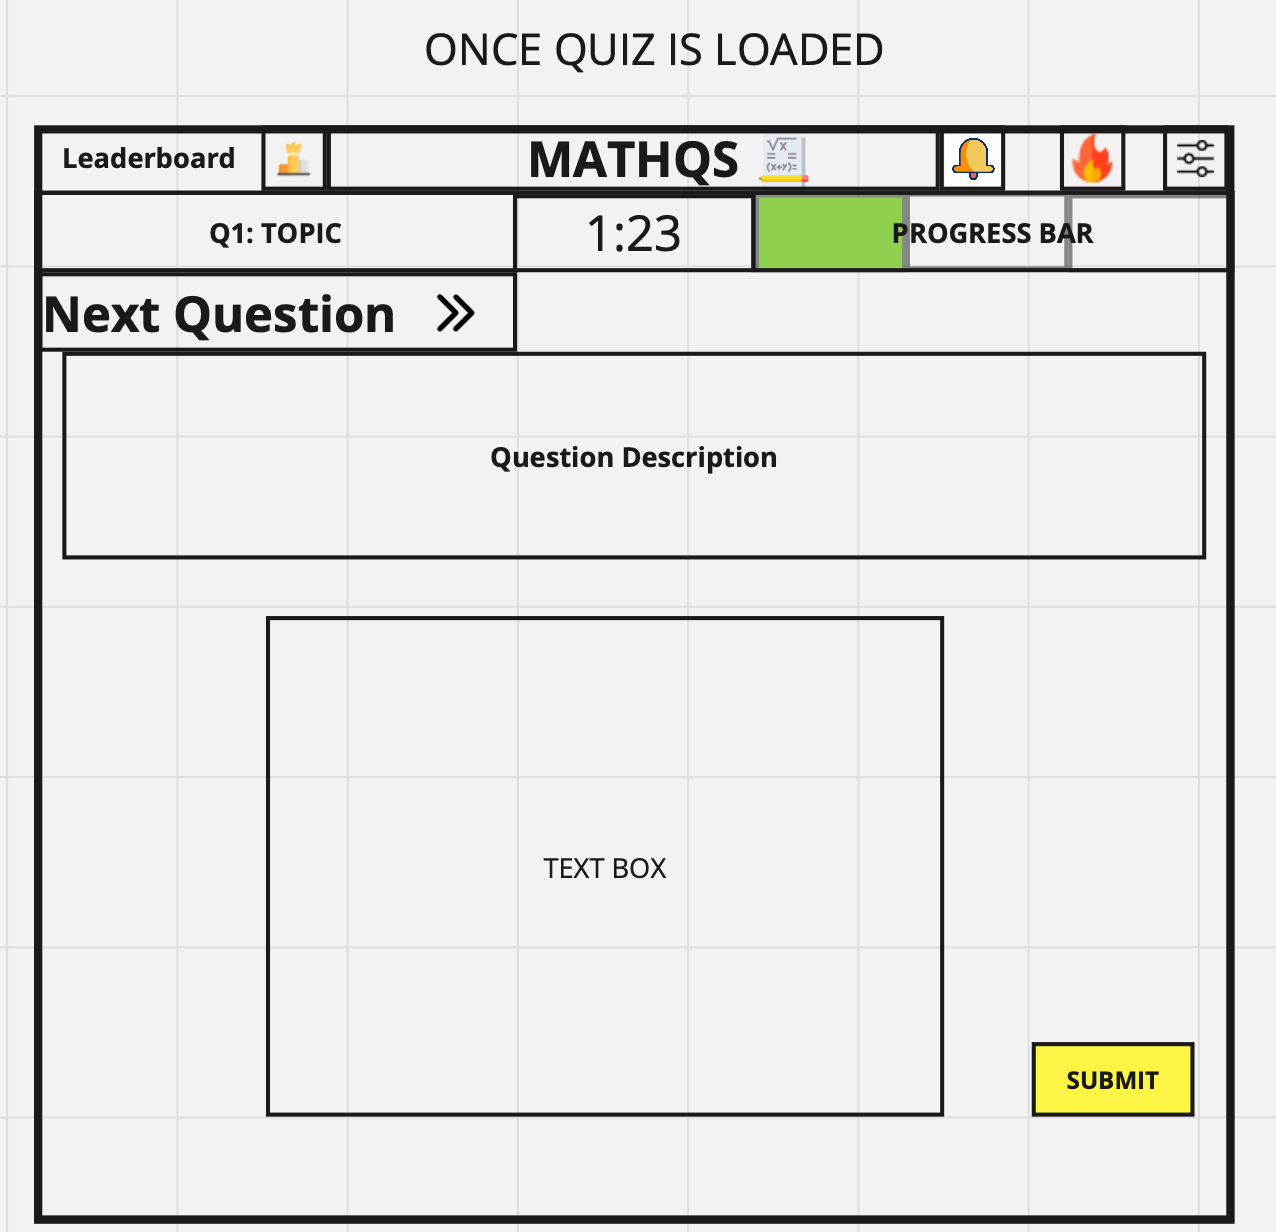 ONCE QUIZ IS LOADED
Leaderboard
MATHQS
√x
(x+y)=
Q1: TOPIC
1:23
PROGRESS BAR
Next Question
Question Description
TEXT BOX
SUBMIT